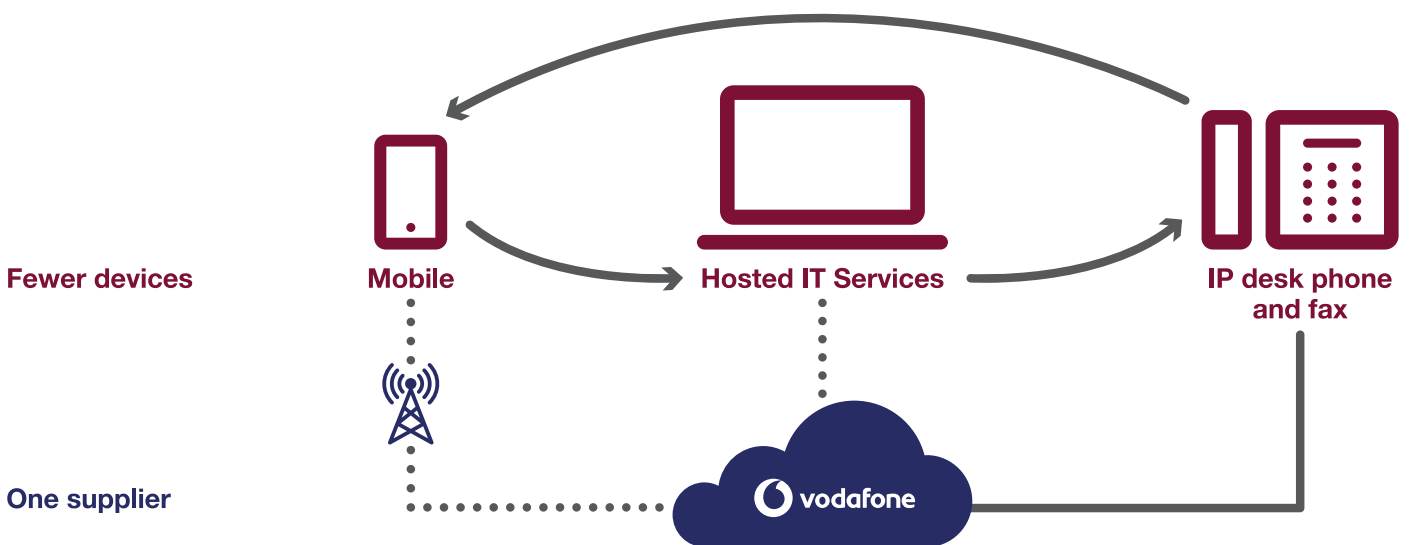 Fewer devices
Mobile
Hosted IT Services
IP desk phone
and fax
One supplier
vodafone